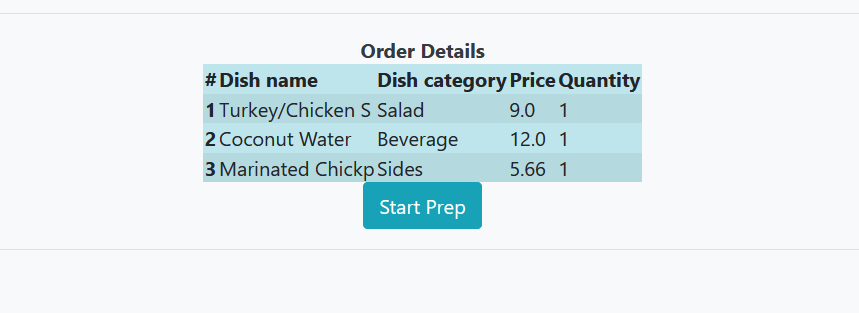 Order Details
# Dish name Dish category Price Quantity
1 Turkey/Chicken S Salad 9.0 1
2 Coconut Water Beverage 12.0 1
3 Marinated Chickp Sides 5.66 1
Start Prep